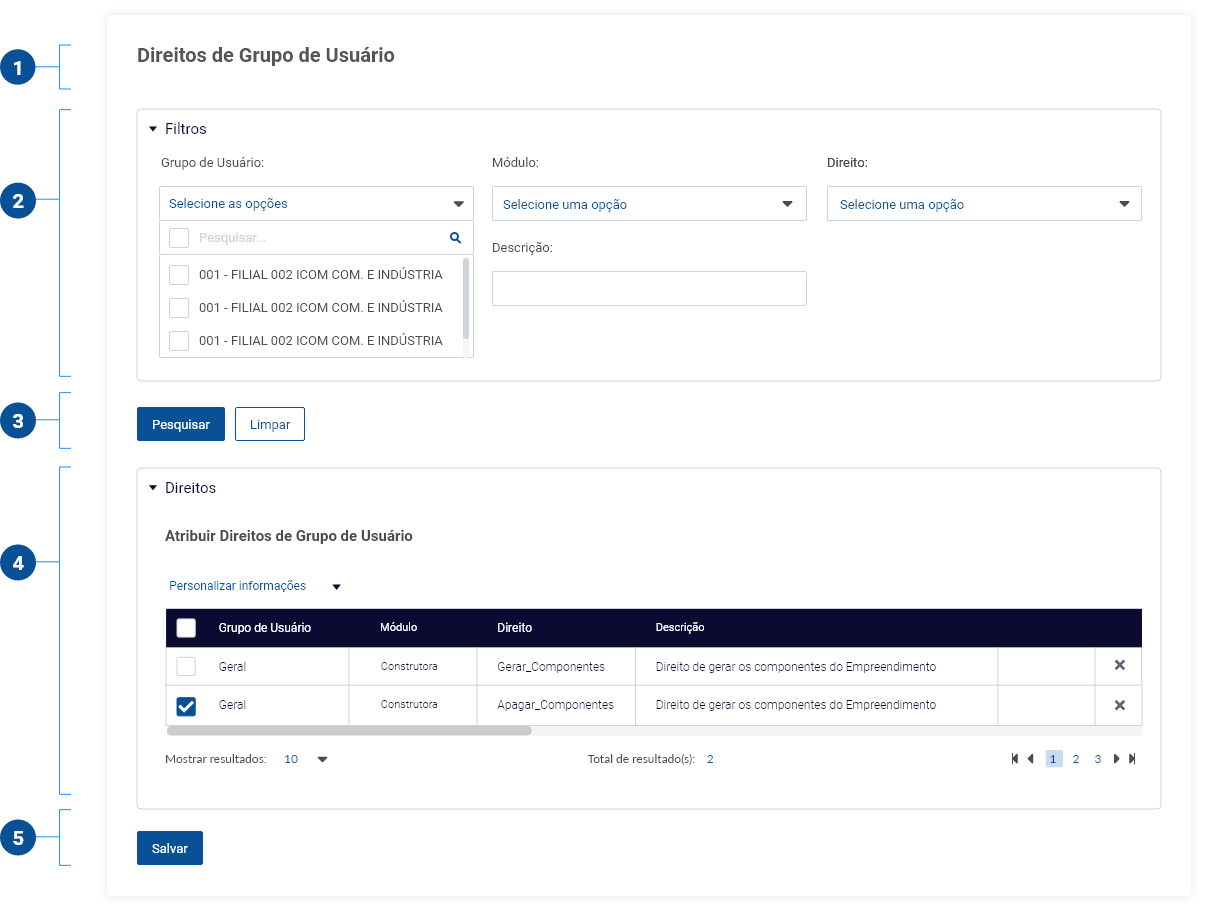 1
Direitos de Grupo de Usuário
2
Filtros
Grupo de Usuário:
Módulo:
Direito:
Selecione as opções
Selecione uma opção
Selecione uma opção
Pesquisar...
Descrição:
001 - FILIAL 002 ICOM COM. E INDÚSTRIA
001 - FILIAL 002 ICOM COM. E INDÚSTRIA
001 - FILIAL 002 ICOM COM. E INDÚSTRIA
3
Pesquisar
Limpar
4
Direitos
Atribuir Direitos de Grupo de Usuário
Personalizar informações
Grupo de Usuário Módulo Direito Descrição
Geral Construtora Gerar_Componentes Direito de gerar os componentes do Empreendimento
Geral Construtora Apagar_Componentes Direito de gerar os componentes do Empreendimento
Mostrar resultados: 10
Total de resultado(s): 2
1 2 3
5
Salvar